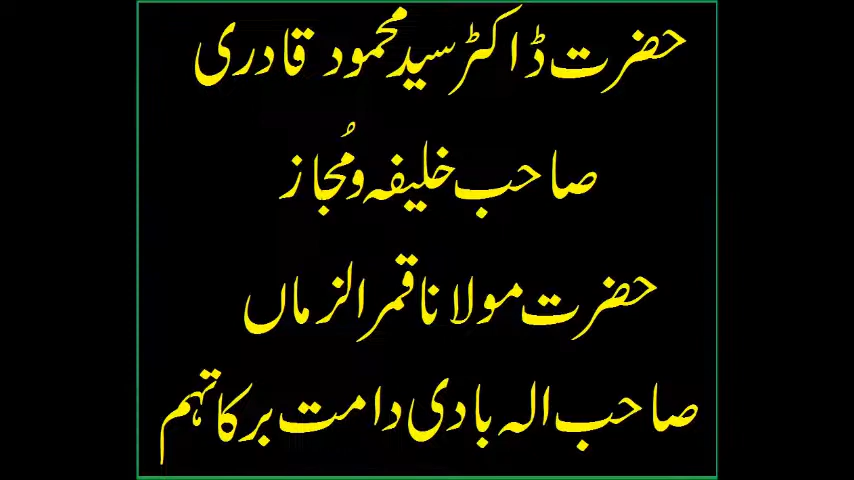 حضرت ڈاکٹر سید محمود قادری
صاحب خلیفہ و مُجاز
حضرت مولانا قمر الزماں
صاحب الہ بادی دامت برکاتہم